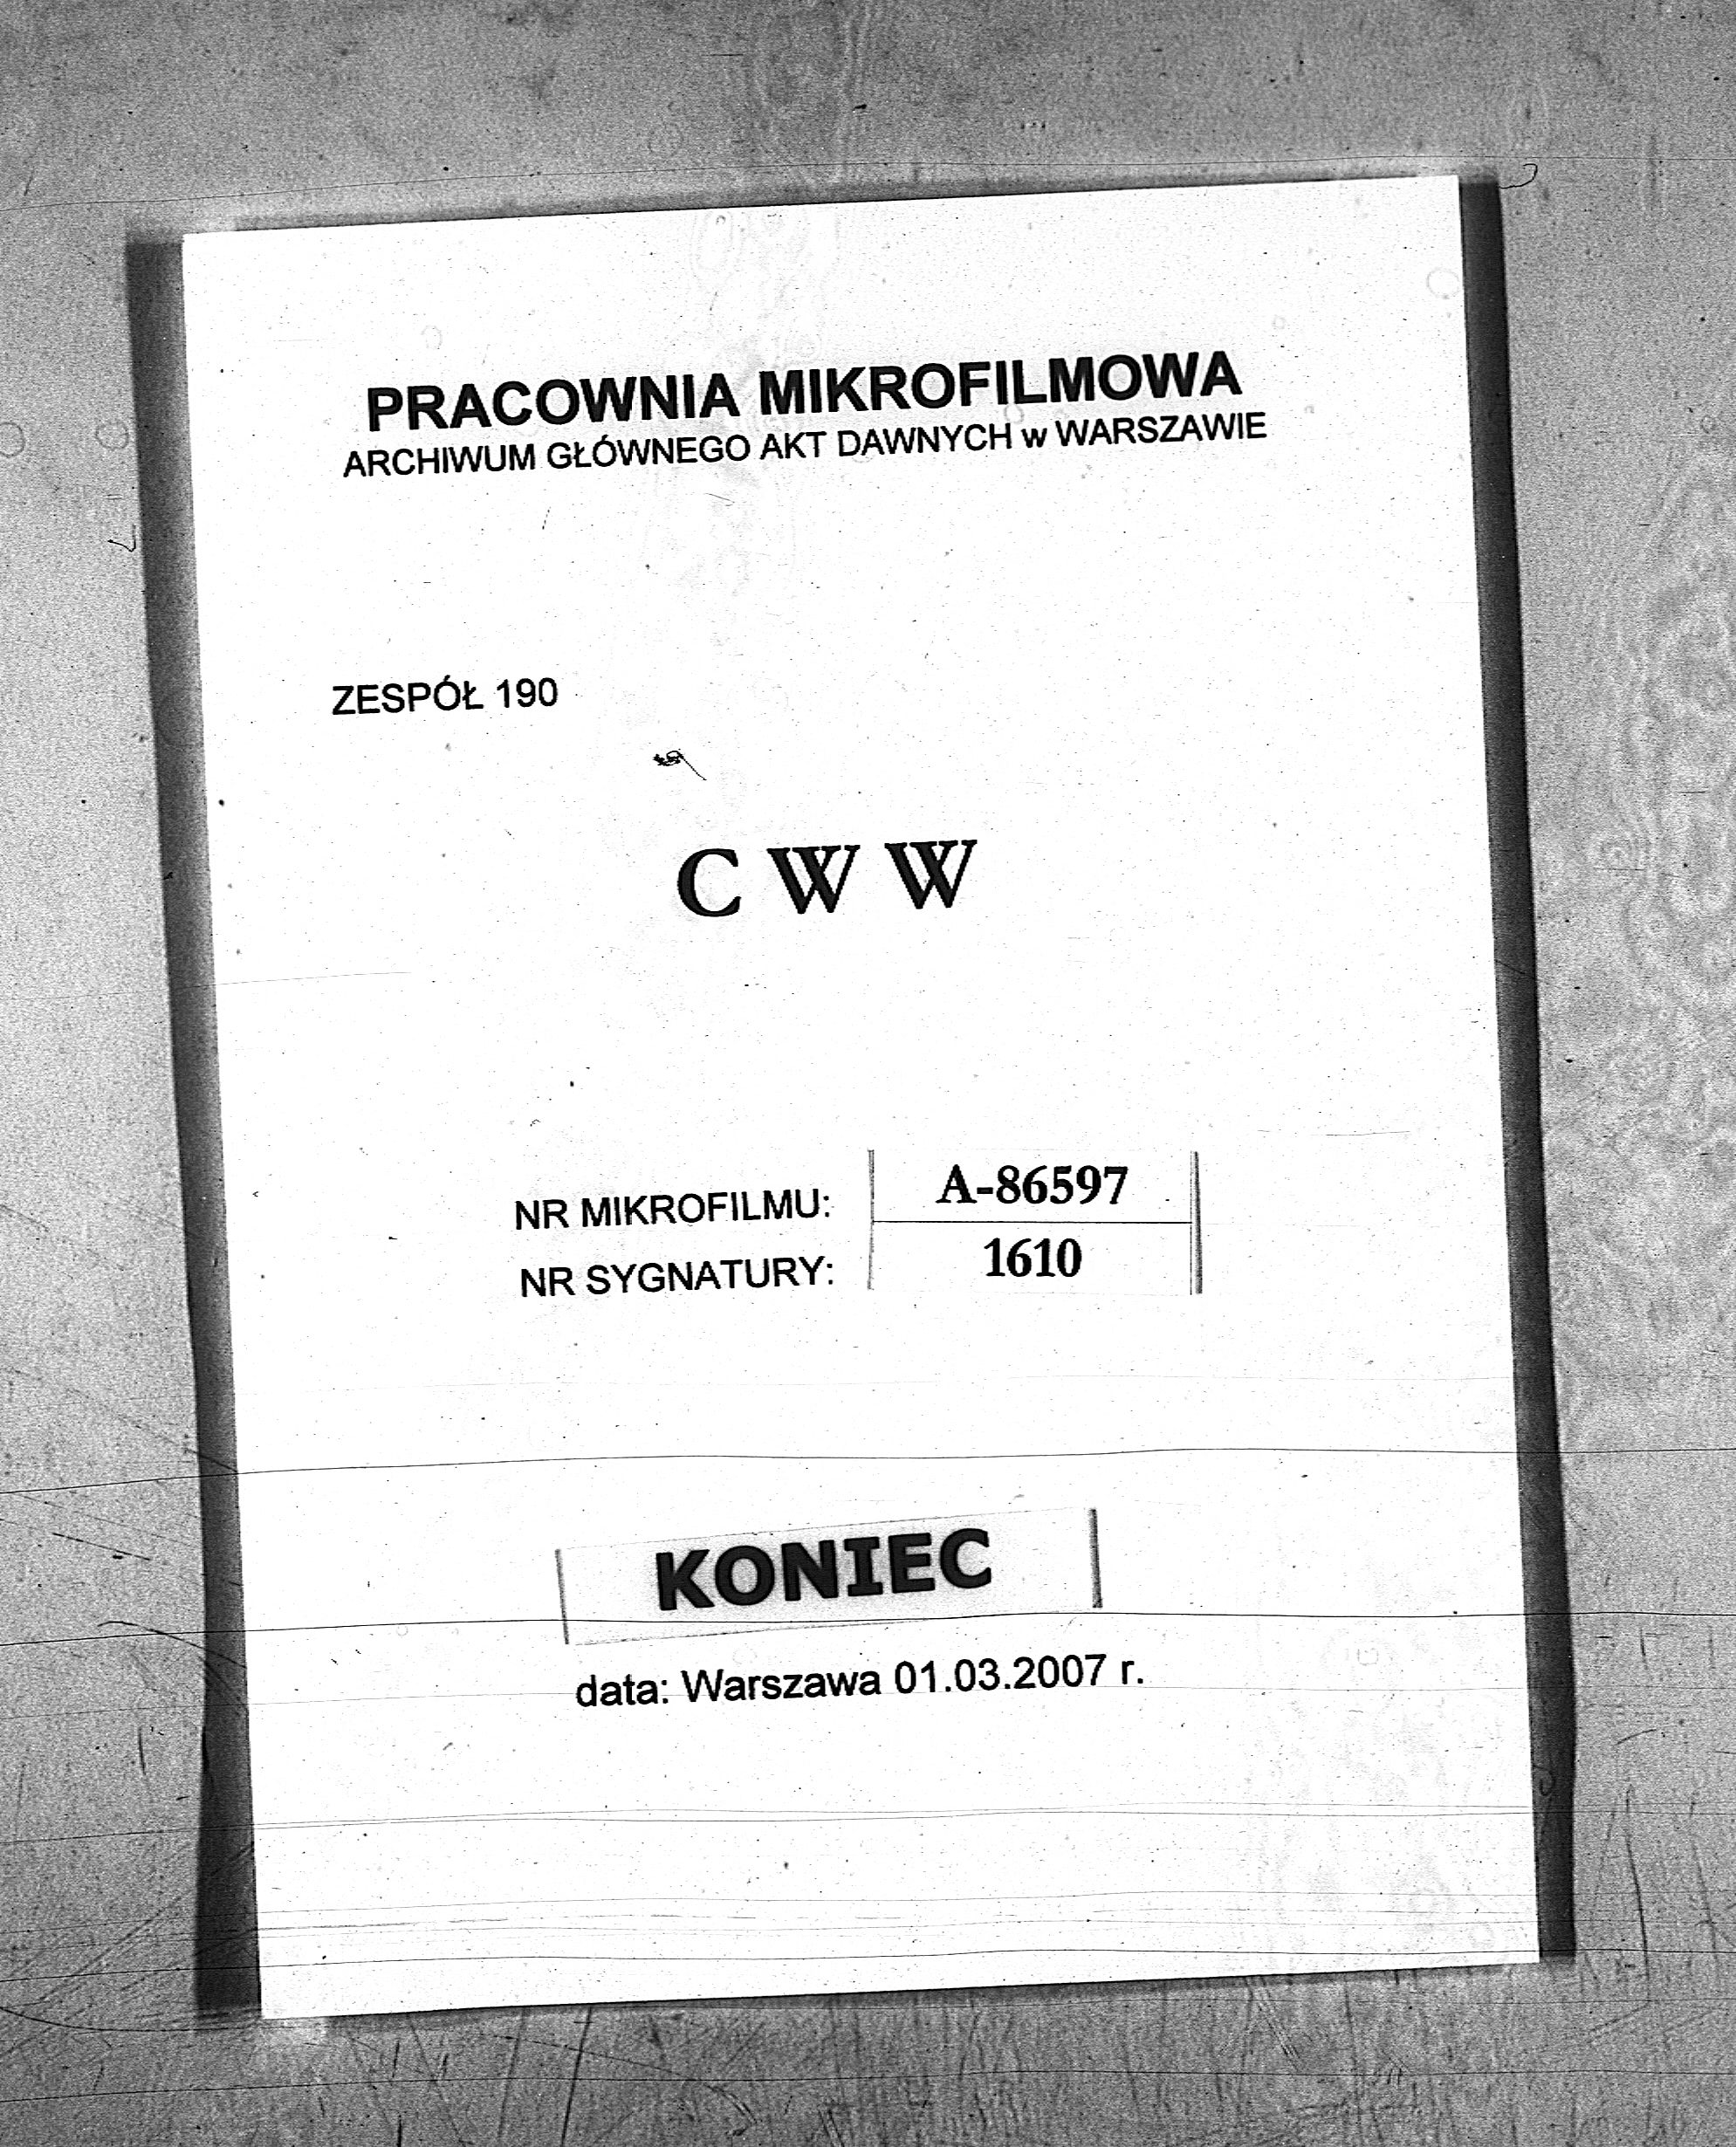 PRACOWNIA MIKROFILMOWA
ARCHIWUM GŁÓWNEGO AKT DAWNYCH w WARSZAWIE
ZESPÓŁ 190
C W W
NR MIKROFILMU: A-86597
NR SYGNATURY: 1610
KONIEC
data: Warszawa 01.03.2007 r.